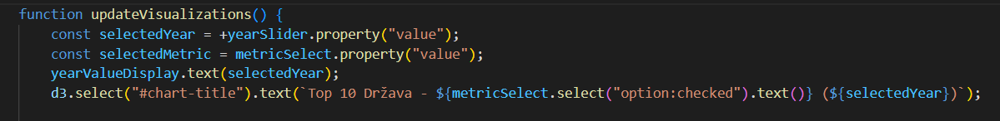 function updateVisualizations() {
    const selectedYear = +yearSlider.property("value");
    const selectedMetric = metricSelect.property("value");
    yearValueDisplay.text(selectedYear);
    d3.select("#chart-title").text(`Top 10 Država - ${metricSelect.select("option:checked").text()} (${selectedYear})`);